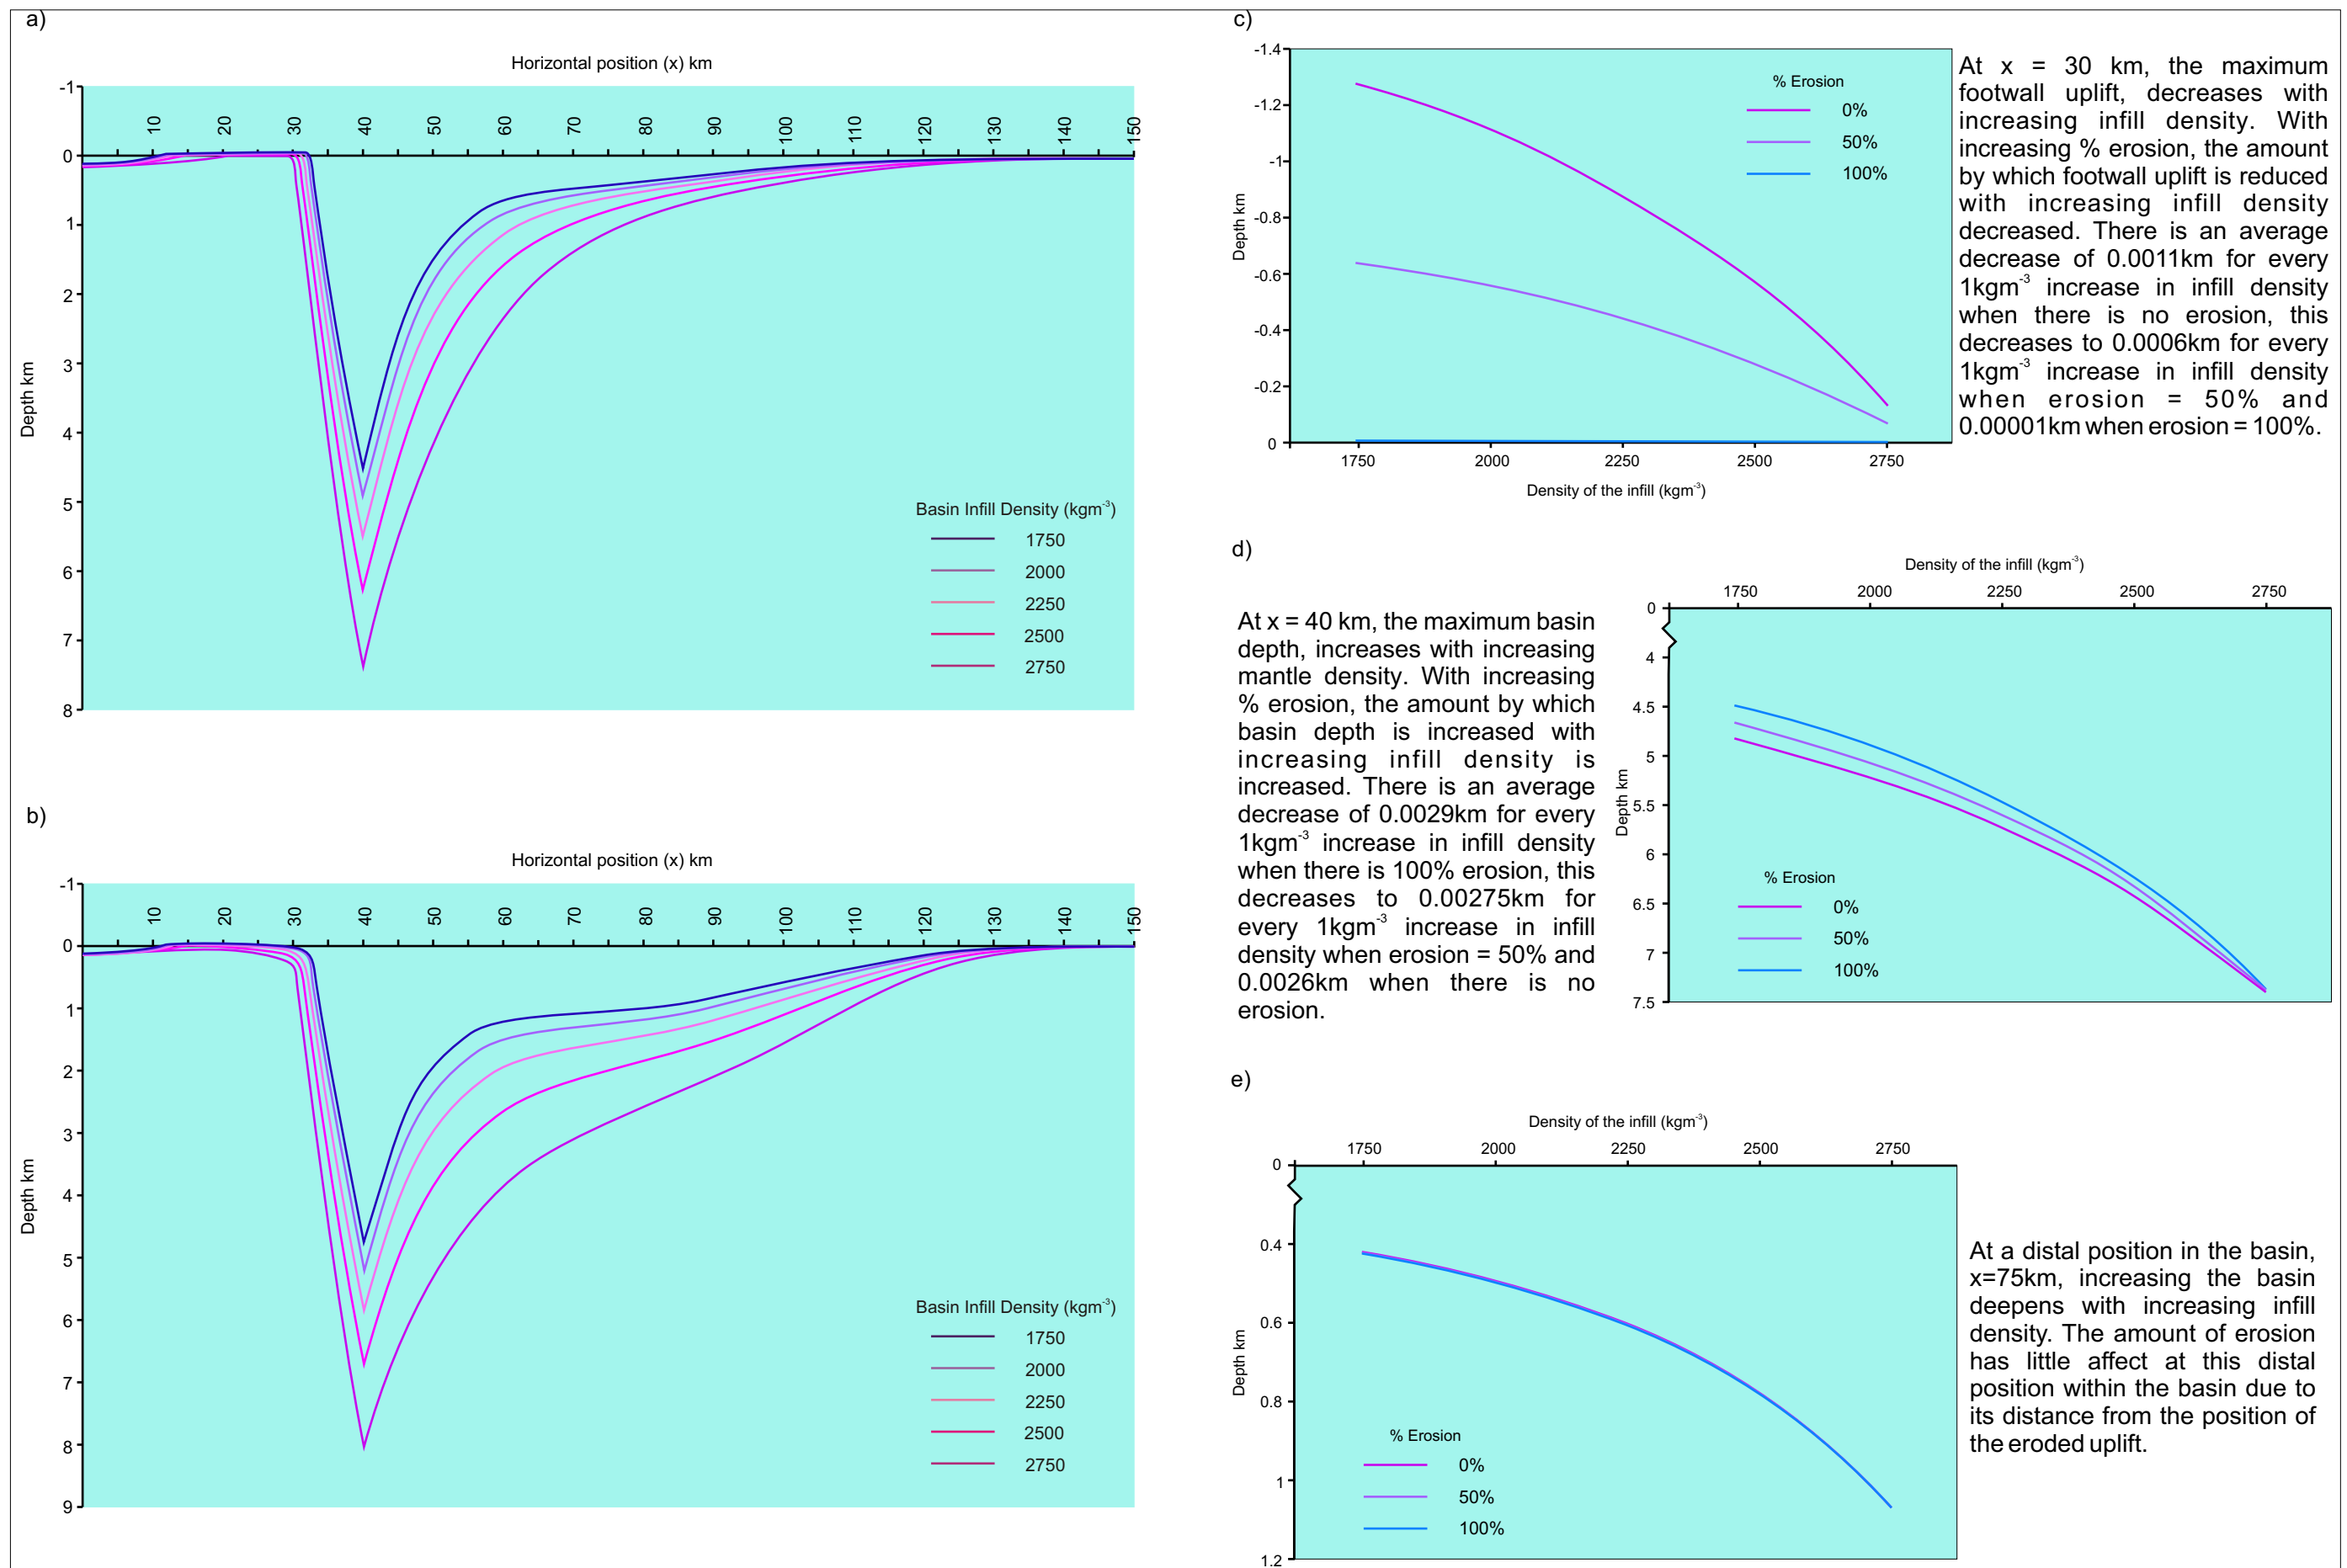 a)
Horizontal position (x) km
-1
10 20 30 40 50 60 70 80 90 100 110 120 130 140 150
0
1
2
3
4
5
6
7
8
Depth km
Basin Infill Density (kgm-3)
1750
2000
2250
2500
2750
b)
Horizontal position (x) km
-1
10 20 30 40 50 60 70 80 90 100 110 120 130 140 150
0
1
2
3
4
5
6
7
8
9
Depth km
Basin Infill Density (kgm-3)
1750
2000
2250
2500
2750
c)
-1.4
-1.2
-1
-0.8
-0.6
-0.4
-0.2
0
Depth km
% Erosion
0%
50%
100%
1750 2000 2250 2500 2750
Density of the infill (kgm-3)
At x = 30 km, the maximum
footwall uplift, decreases with
increasing infill density. With
increasing % erosion, the amount
by which footwall uplift is reduced
with increasing infill density
decreased. There is an average
decrease of 0.0011km for every
1kgm-3 increase in infill density
when there is no erosion, this
decreases to 0.0006km for every
1kgm-3 increase in infill density
when erosion = 50% and
0.00001km when erosion = 100%.
d)
At x = 40 km, the maximum basin
depth, increases with increasing
mantle density. With increasing
% erosion, the amount by which
basin depth is increased with
increasing infill density is
increased. There is an average
decrease of 0.0029km for every
1kgm-3 increase in infill density
when there is 100% erosion, this
decreases to 0.00275km for
every 1kgm-3 increase in infill
density when erosion = 50% and
0.0026km when there is no
erosion.
Density of the infill (kgm-3)
1750 2000 2250 2500 2750
0
4
4.5
5
5.5
6
6.5
7
7.5
Depth km
% Erosion
0%
50%
100%
e)
Density of the infill (kgm-3)
1750 2000 2250 2500 2750
0
0.4
0.6
0.8
1
1.2
Depth km
% Erosion
0%
50%
100%
At a distal position in the basin,
x=75km, increasing the basin
deepens with increasing infill
density. The amount of erosion
has little affect at this distal
position within the basin due to
its distance from the position of
the eroded uplift.